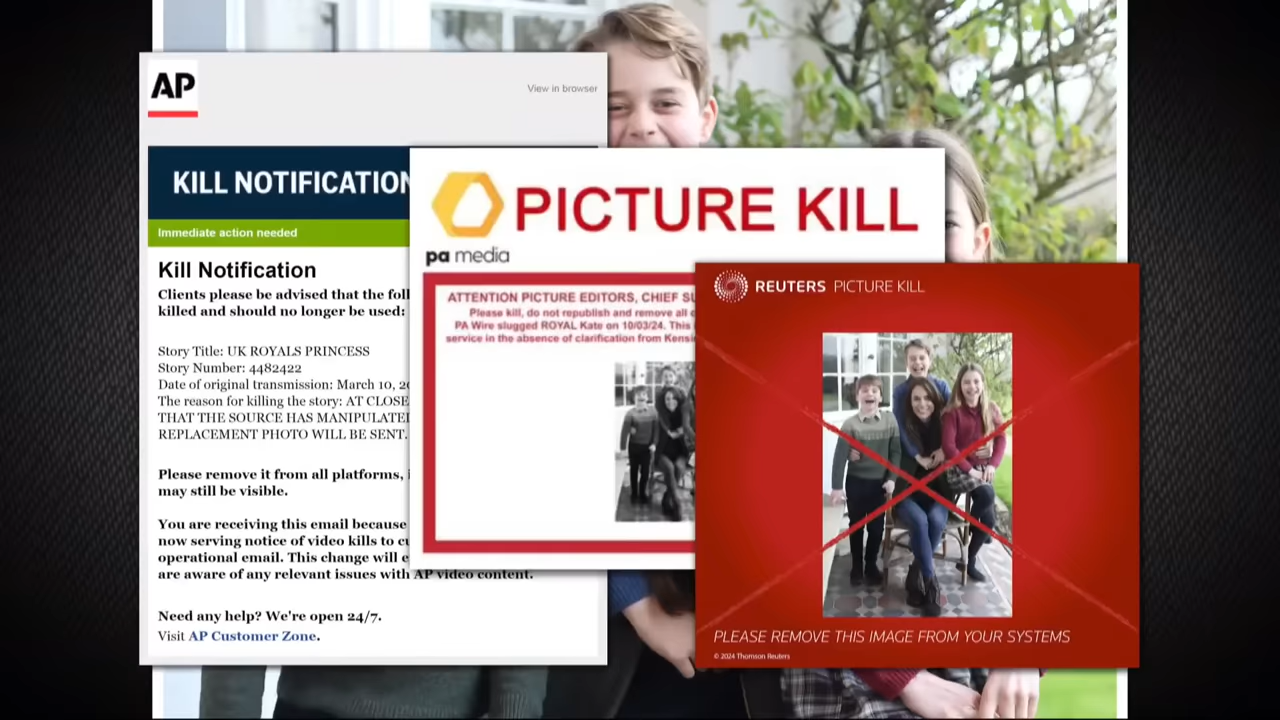 AP
View in browser
KILL NOTIFICATION
Immediate action needed
Kill Notification
Clients please be advised that the
killed and should no longer be used:
Story Title: UK ROYALS PRINCESS
Story Number: 4482422
Date of original transmission: March 10,
The reason for killing the story: AT CLOSE
THAT THE SOURCE HAS
REPLACEMENT PHOTO WILL BE SENT.
Please remove it from all platforms,
may still be visible.
You are receiving this email because
now serving notice of video kills to
operational email. This change will
are aware of any relevant issues with AP video content.
Need any help? We're open 24/7.
Visit AP Customer Zone.
PICTURE KILL
pa media
ATTENTION PICTURE EDITORS, CHIEF
Please kill, do not republish and remove all
PA Wire slugged ROYAL Kate on 10/03/24. This
service in the absence of clarification from
REUTERS PICTURE KILL
PLEASE REMOVE THIS IMAGE FROM YOUR SYSTEMS
© 2024 Thomson Reuters